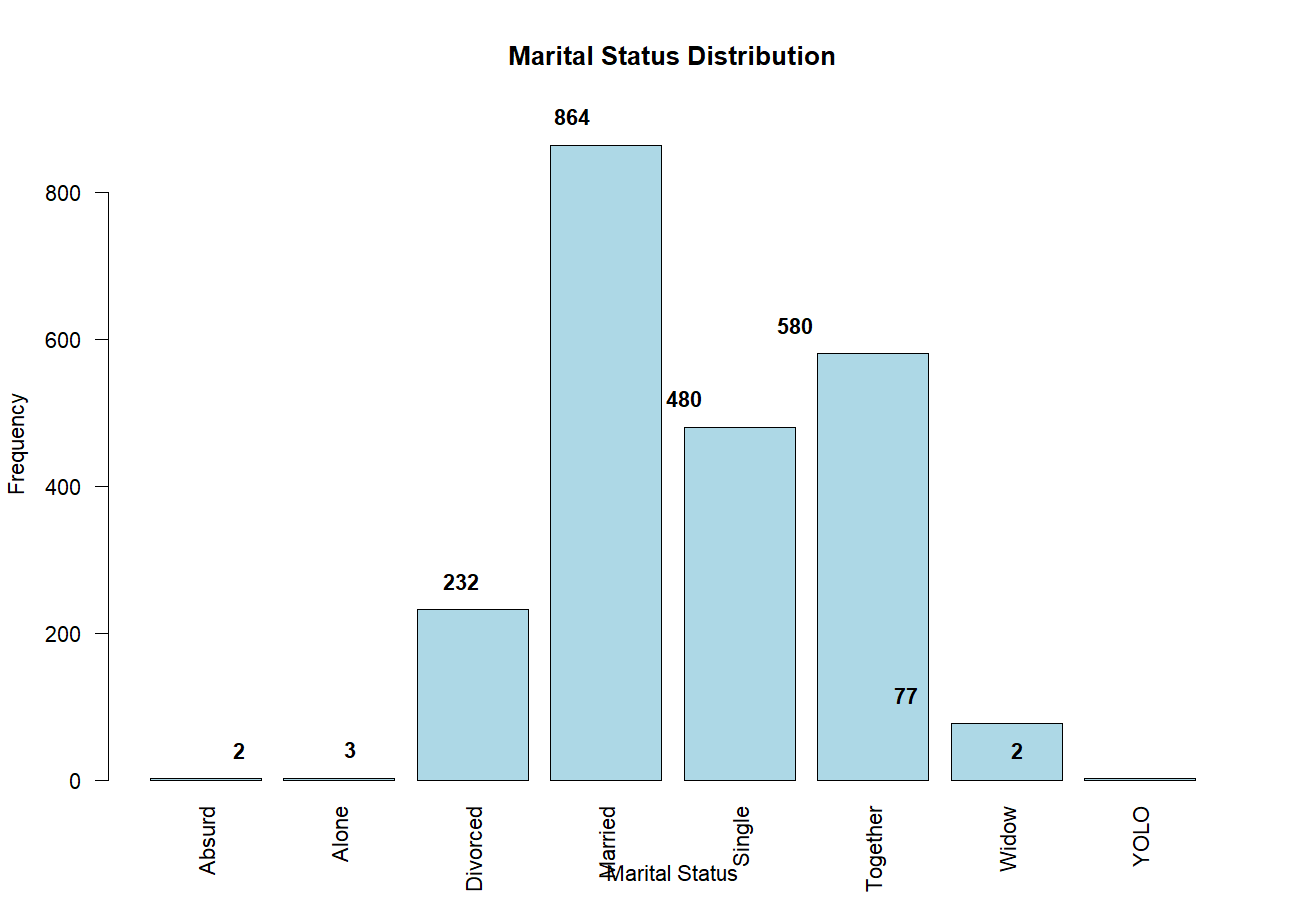 Marital Status Distribution
864
800
580
600
480
Frequency
400
232
200
77
2
3
2
0
Absurd
Alone
Divorced
Married
Single
Together
Widow
YOLO
Marital Status